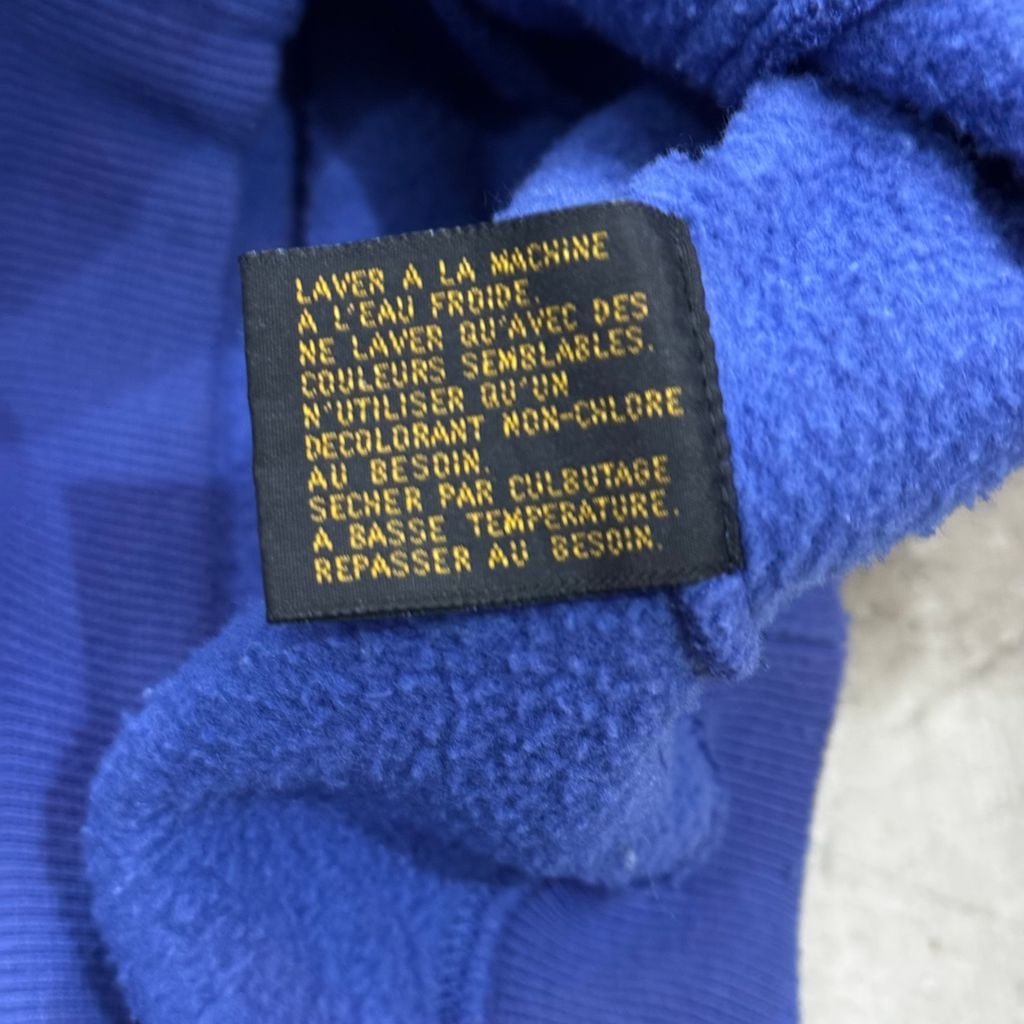 LAVER A LA MACHINE
A L'EAU FROIDE.
NE LAVER QU'AVEC DES
COULEURS SEMBLABLES.
N'UTILISER QU'UN
DECOLORANT NON-CHLORE
AU BESOIN.
SECHER PAR CULBUTAGE
A BASSE TEMPERATURE.
REPASSER AU BESOIN.